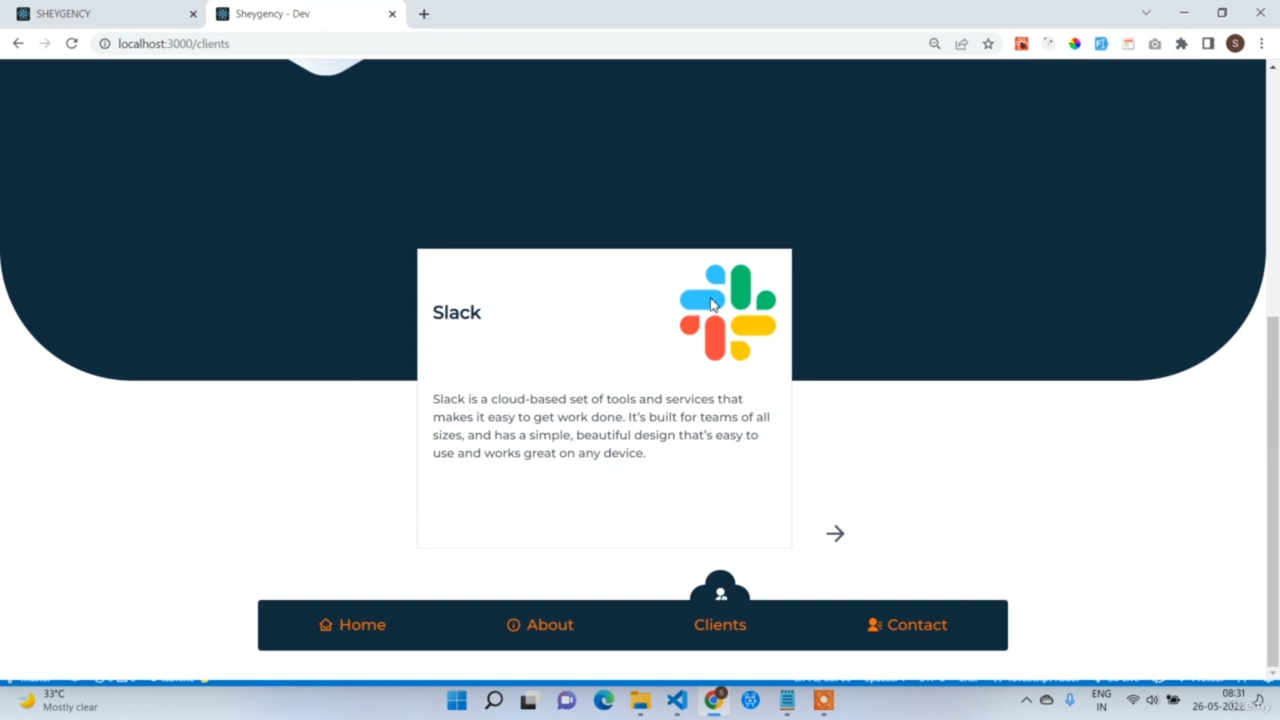 SHEYGENCY
Sheygency - Dev
localhost:3000/clients
S
Slack
Slack is a cloud-based set of tools and services that
makes it easy to get work done. It's built for teams of all
sizes, and has a simple, beautiful design that's easy to
use and works great on any device.
Home
About
Clients
Contact
33°C
Mostly clear
ENG
IN
08:31
26-05-2022